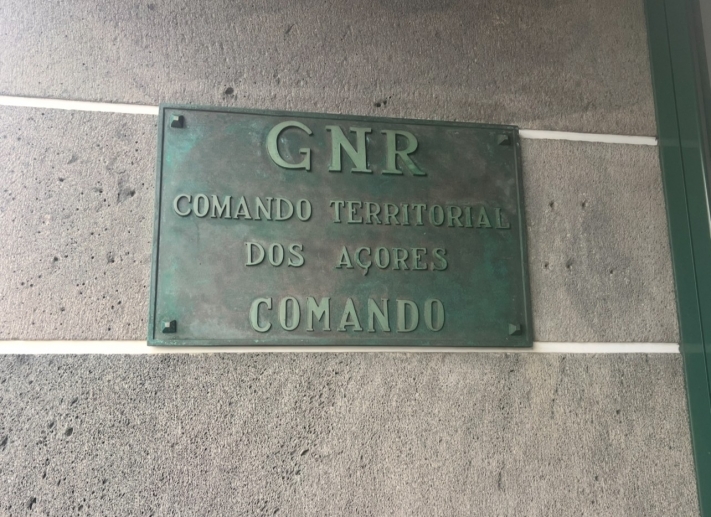 GNR
COMANDO TERRITORIAL
DOS AÇORES
COMANDO